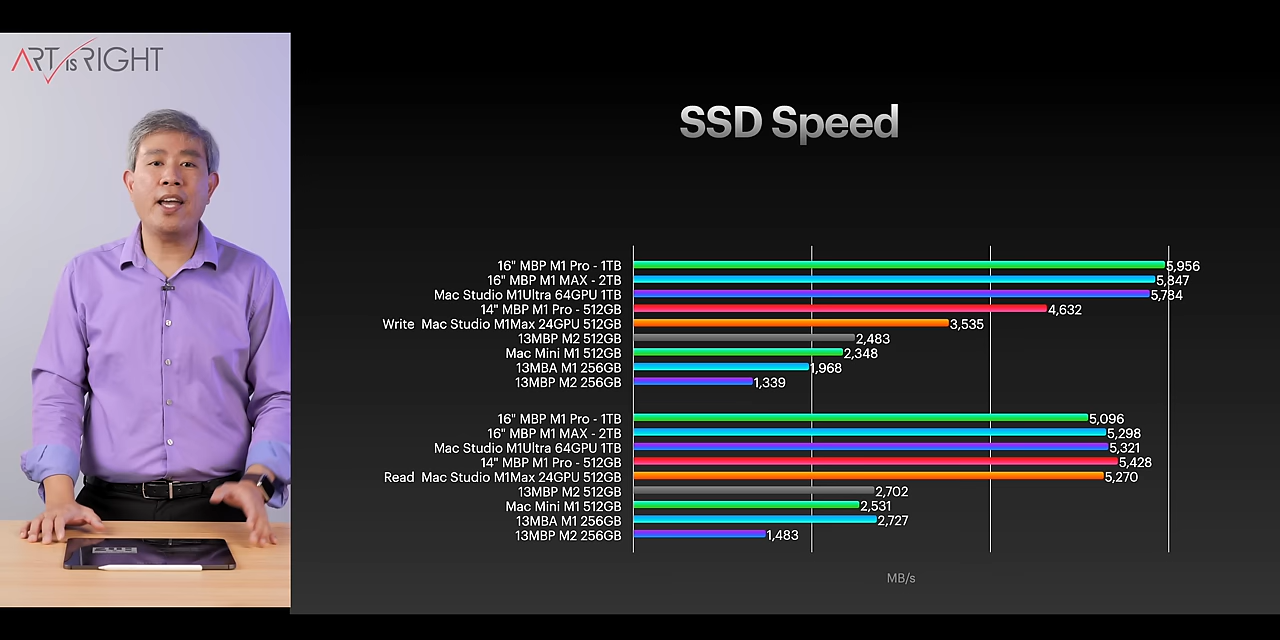 ART IS RIGHT
SSD Speed
16" MBP M1 Pro - 1TB 5,956
16" MBP M1 MAX - 2TB 5,847
Mac Studio M1Ultra 64GPU 1TB 5,784
14" MBP M1 Pro - 512GB 4,632
Write Mac Studio M1Max 24GPU 512GB 3,535
13MBP M2 512GB 2,483
Mac Mini M1 512GB 2,348
13MBA M1 256GB 1,968
13MBP M2 256GB 1,339
16" MBP M1 Pro - 1TB 5,096
16" MBP M1 MAX - 2TB 5,298
Mac Studio M1Ultra 64GPU 1TB 5,321
14" MBP M1 Pro - 512GB 5,428
Read Mac Studio M1Max 24GPU 512GB 5,270
13MBP M2 512GB 2,702
Mac Mini M1 512GB 2,531
13MBA M1 256GB 2,727
13MBP M2 256GB 1,483
MB/s